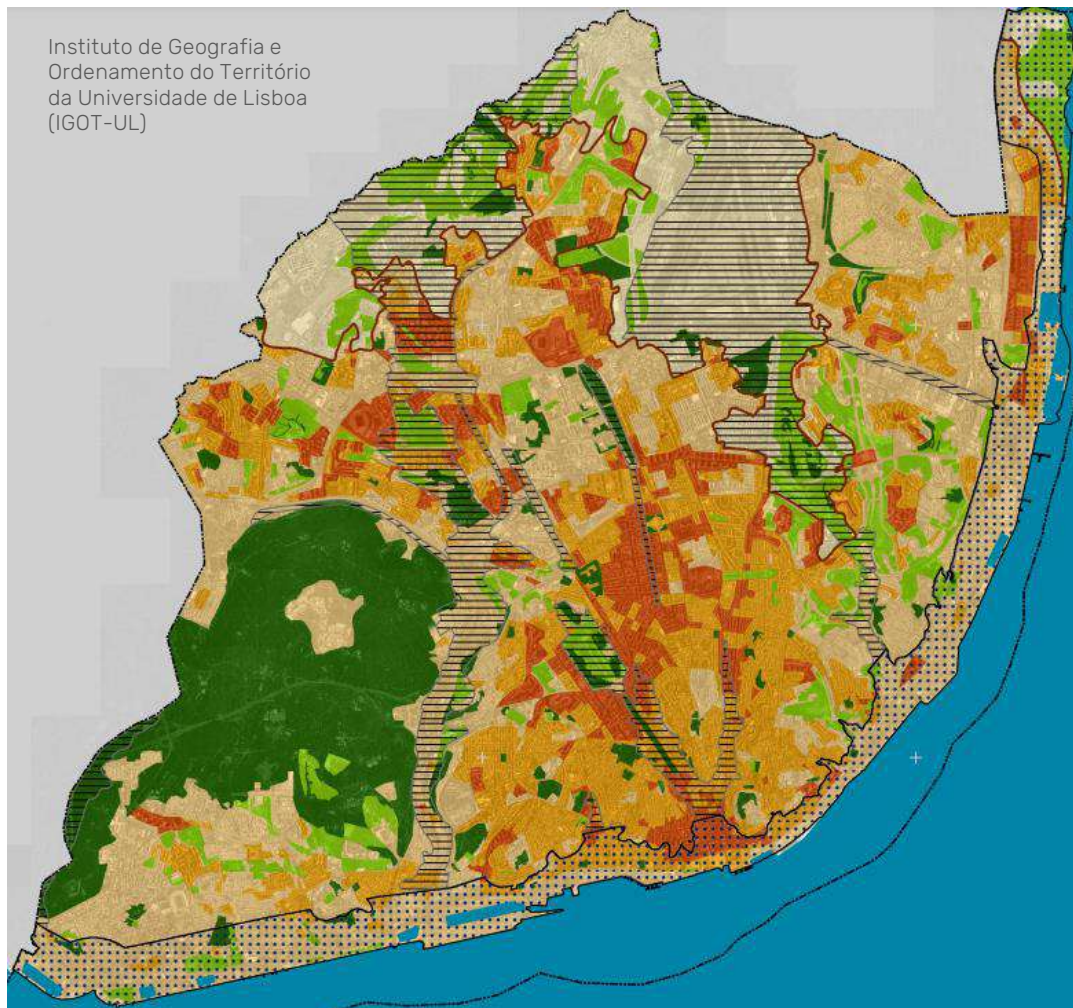 Instituto de Geografia e
Ordenamento do Território
da Universidade de Lisboa
(IGOT-UL)